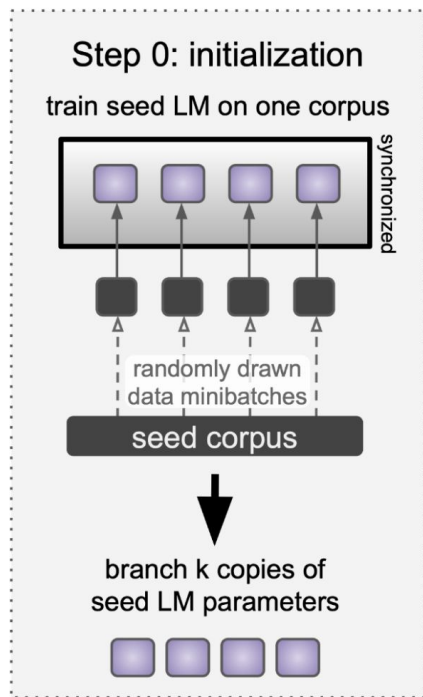 Step 0: initialization
train seed LM on one corpus
synchronized
randomly drawn
data minibatches
seed corpus
branch k copies of
seed LM parameters